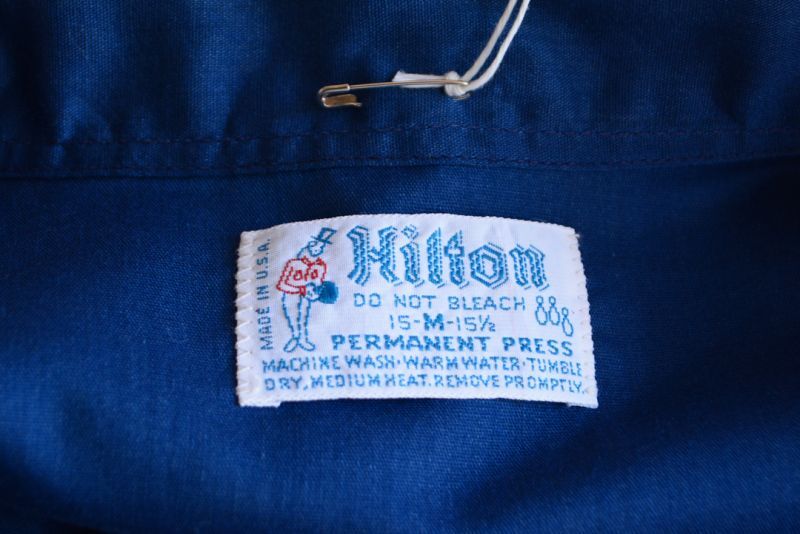 MADE IN U.S.A.
Hilton
DO NOT BLEACH
15-M-15½
PERMANENT PRESS
MACHINE WASH·WARM WATER·TUMBLE
DRY, MEDIUM HEAT. REMOVE PROMPTLY.